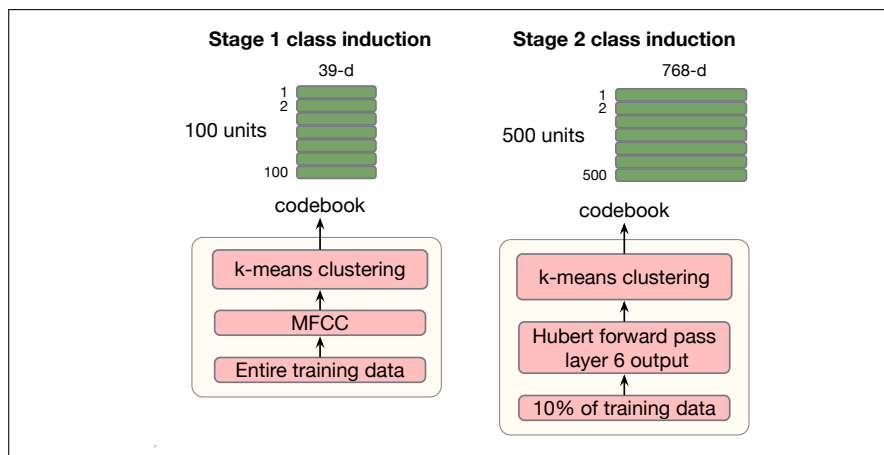 Stage 1 class induction
39-d
1
2
100 units
100
codebook
k-means clustering
MFCC
Entire training data
Stage 2 class induction
768-d
1
2
500 units
500
codebook
k-means clustering
Hubert forward pass
layer 6 output
10% of training data